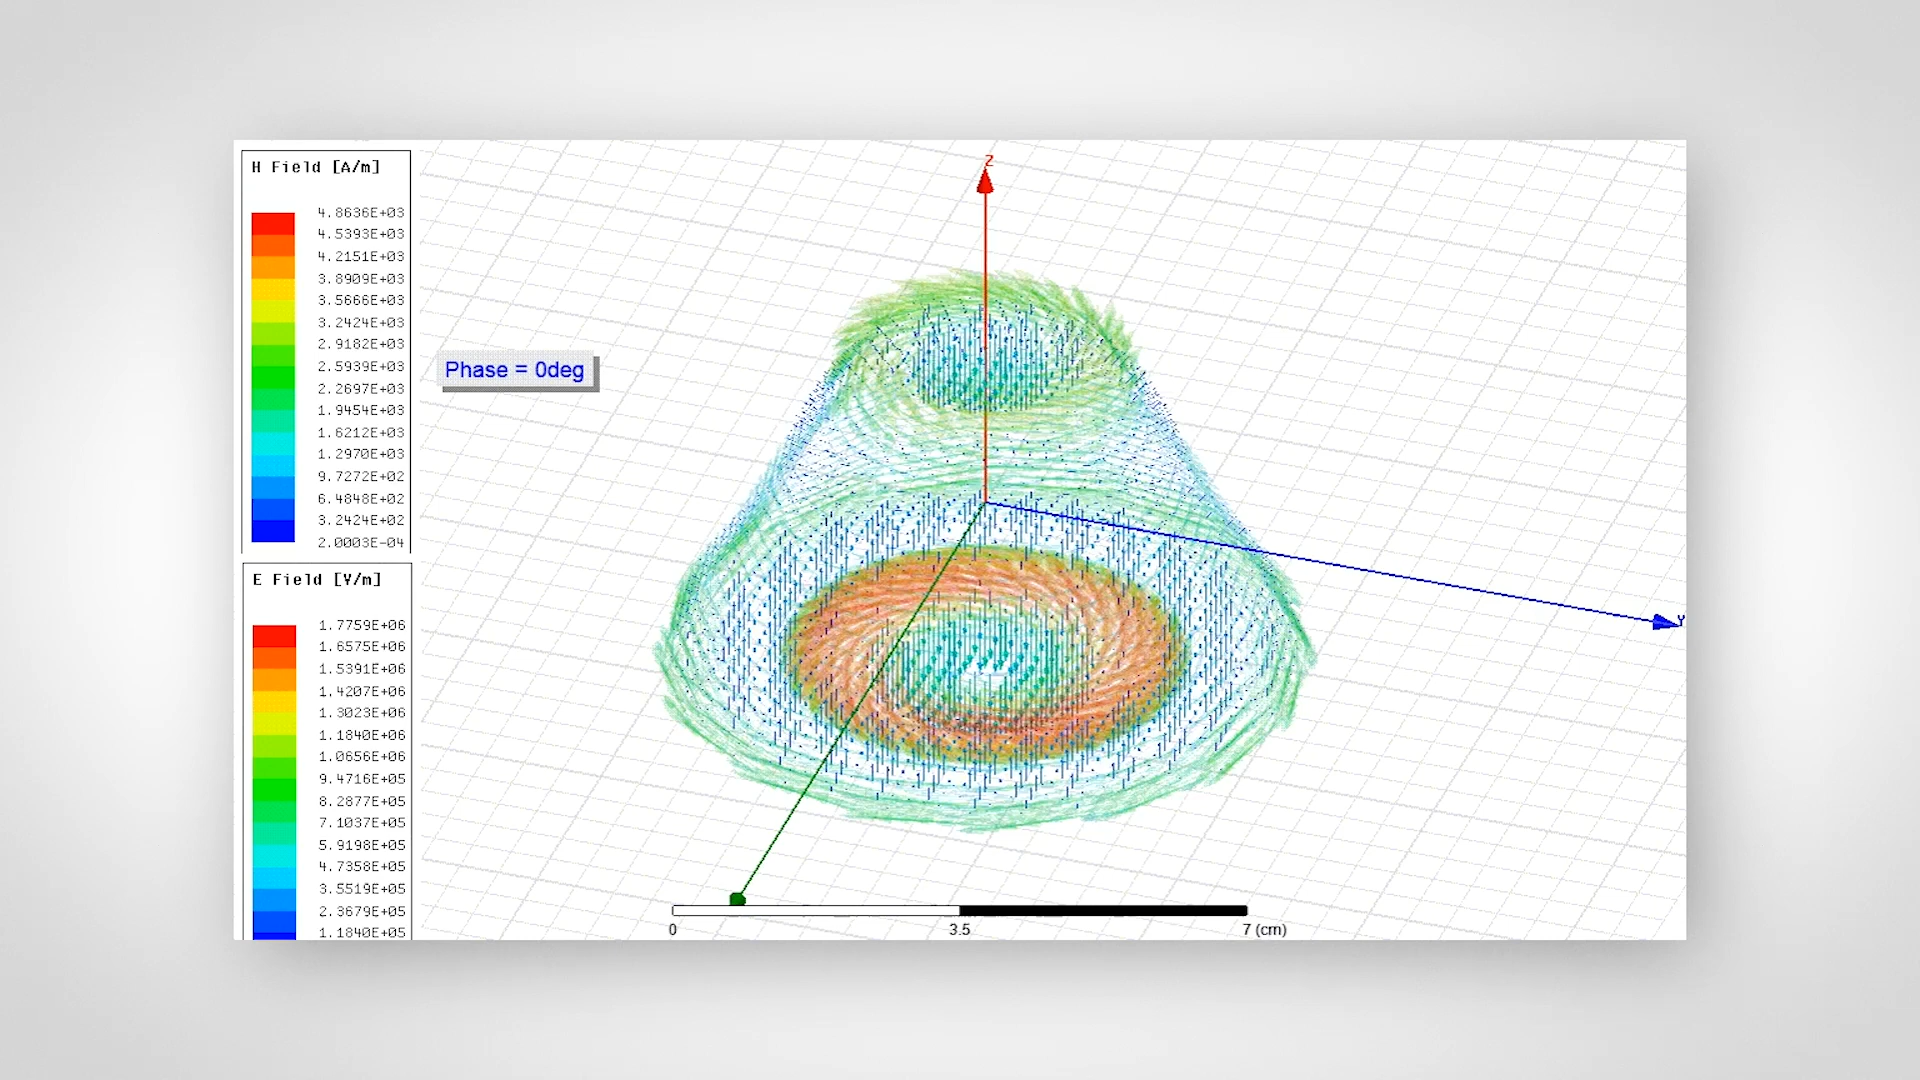 H Field [A/m]
4.8636E+03
4.5393E+03
4.2151E+03
3.8909E+03
3.5666E+03
3.2424E+03
2.9182E+03
2.5939E+03
2.2697E+03
1.9454E+03
1.6212E+03
1.2970E+03
9.7272E+02
6.4848E+02
3.2424E+02
2.0003E-04
Phase = 0deg
Z
Y
E Field [V/m]
1.7759E+06
1.6575E+06
1.5391E+06
1.4207E+06
1.3023E+06
1.1840E+06
1.0656E+06
9.4716E+05
8.2877E+05
7.1037E+05
5.9198E+05
4.7358E+05
3.5519E+05
2.3679E+05
1.1840E+05
0 3.5 7 (cm)